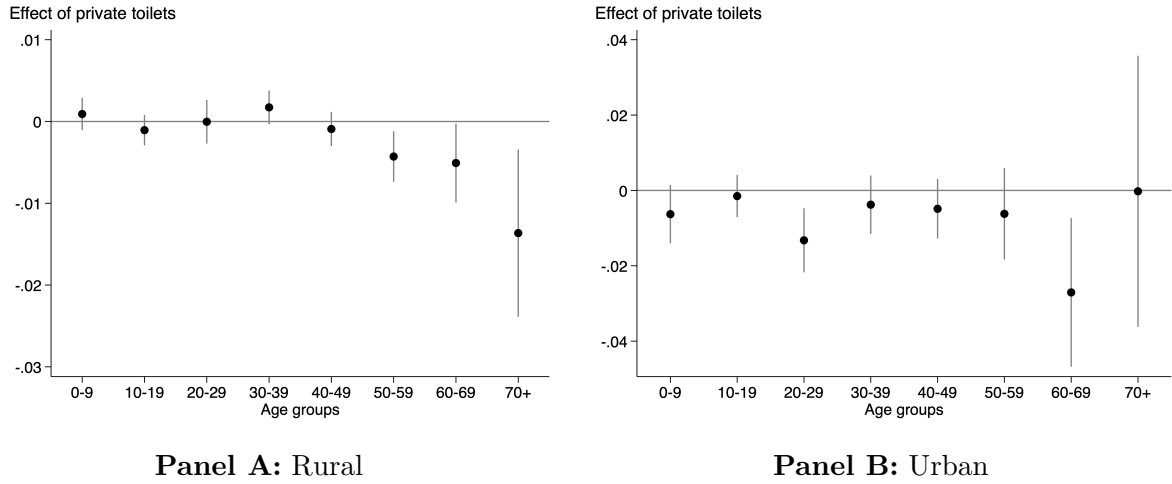 Effect of private toilets
.01
0
-.01
-.02
-.03
0-9 10-19 20-29 30-39 40-49 50-59 60-69 70+
Age groups
Panel A: Rural
Effect of private toilets
.04
.02
0
-.02
-.04
0-9 10-19 20-29 30-39 40-49 50-59 60-69 70+
Age groups
Panel B: Urban